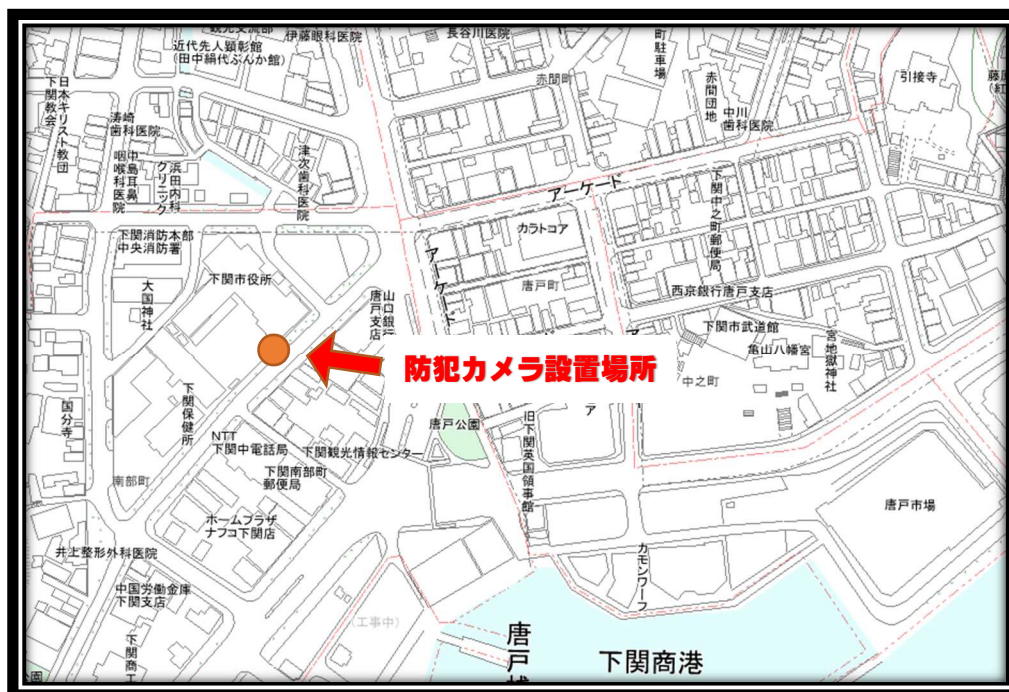 観光交流部
近代先人顕彰館
(田中絹代ぶんか館)
伊藤眼科医院
長谷川医院
町駐車場
赤間町
赤間団地
中川
歯科医院
引接寺
日本キリスト教団
下関教会
涛崎
歯科医院
中島耳鼻
咽喉科医院
浜田内科
クリニック
津次歯科医院
アーケード
下関消防本部
中央消防署
カラトコア
下関中之町郵便局
下関市役所
アーケード
唐戸町
大国神社
山口銀行
唐戸支店
西京銀行唐戸支店
下関市武道館
亀山八幡宮
宮地嶽神社
防犯カメラ設置場所
中之町
下関保健所
国分寺
唐戸公園
NTT
下関中電話局
下関観光情報センター
旧下関英国領事館
下関南部町
郵便局
南部町
唐戸市場
ホームプラザ
ナフコ下関店
井上整形外科医院
カモンワーフ
中国労働金庫
下関支店
(工事中)
下関商工
唐戸
下関商港
公園